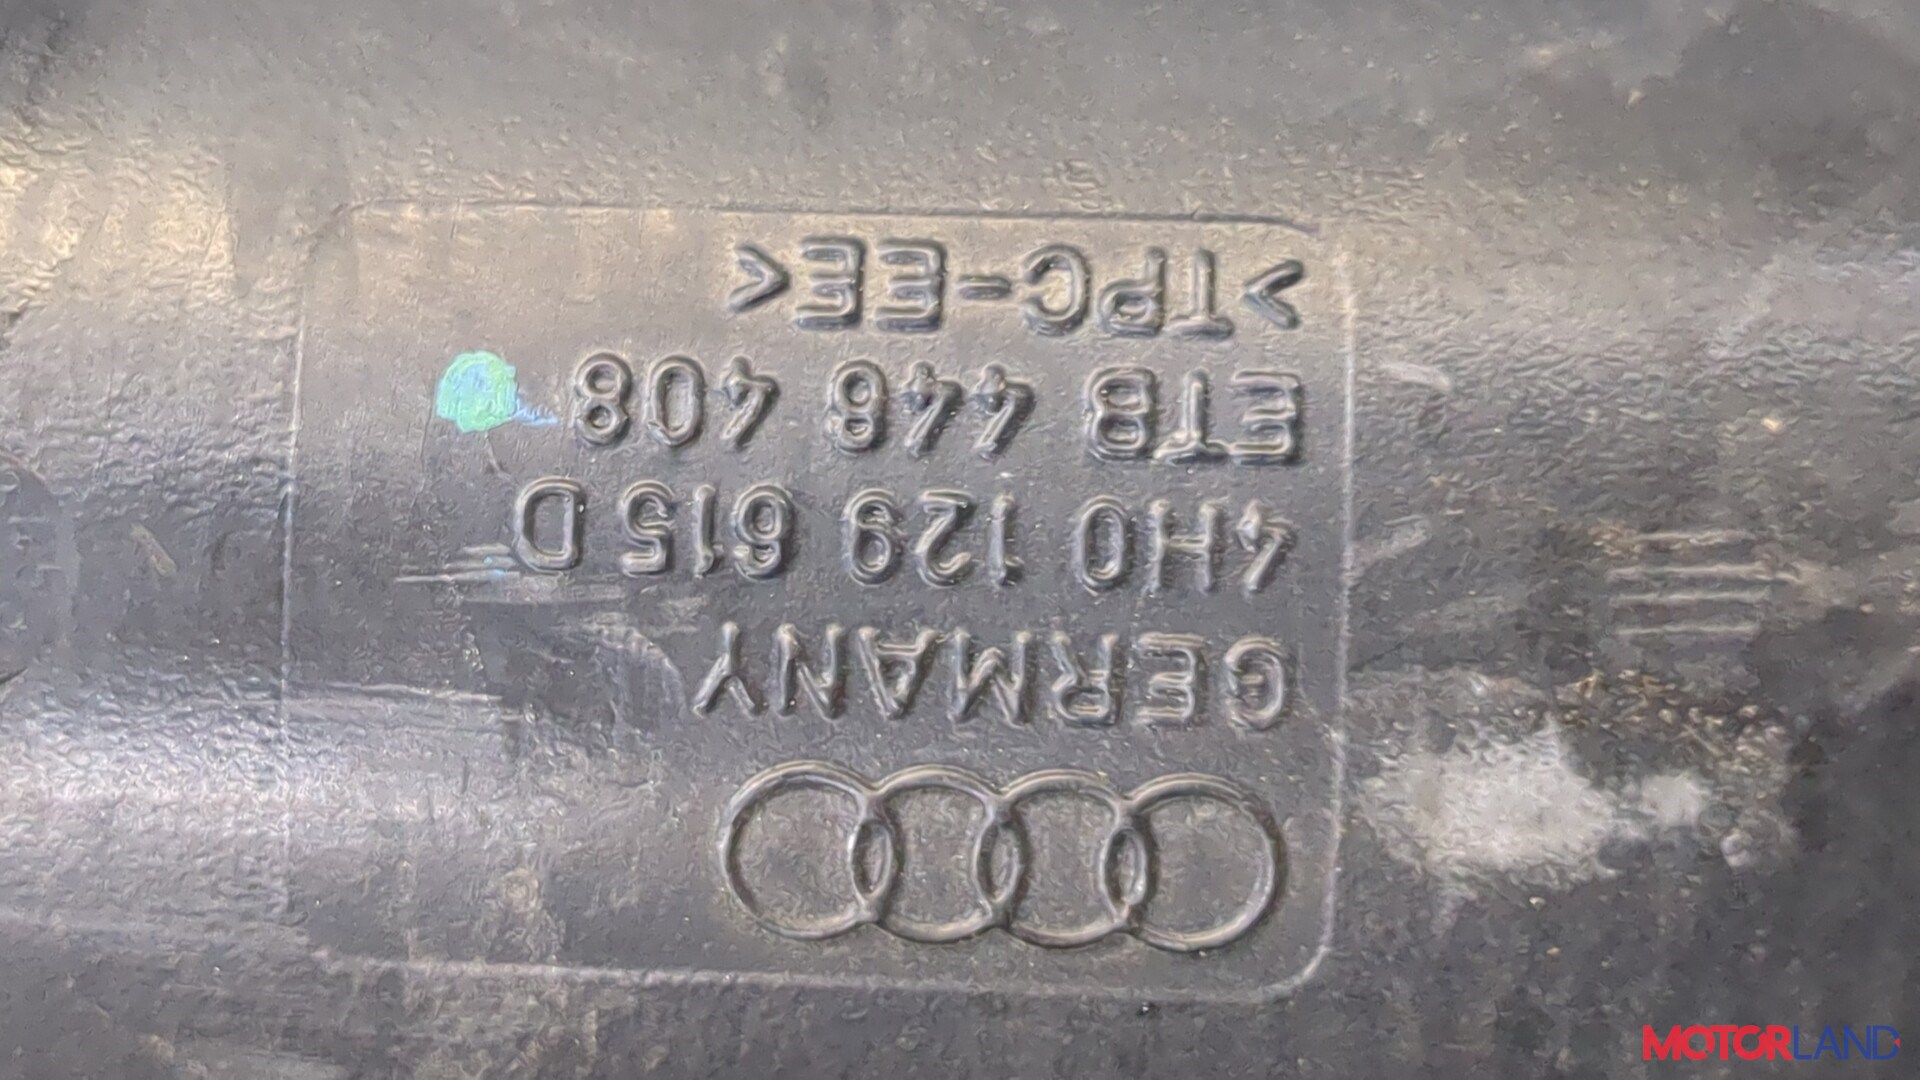 GERMANY
4H0 129 615 D
ETB 448 408
>TPC-EE<
MOTORLAND